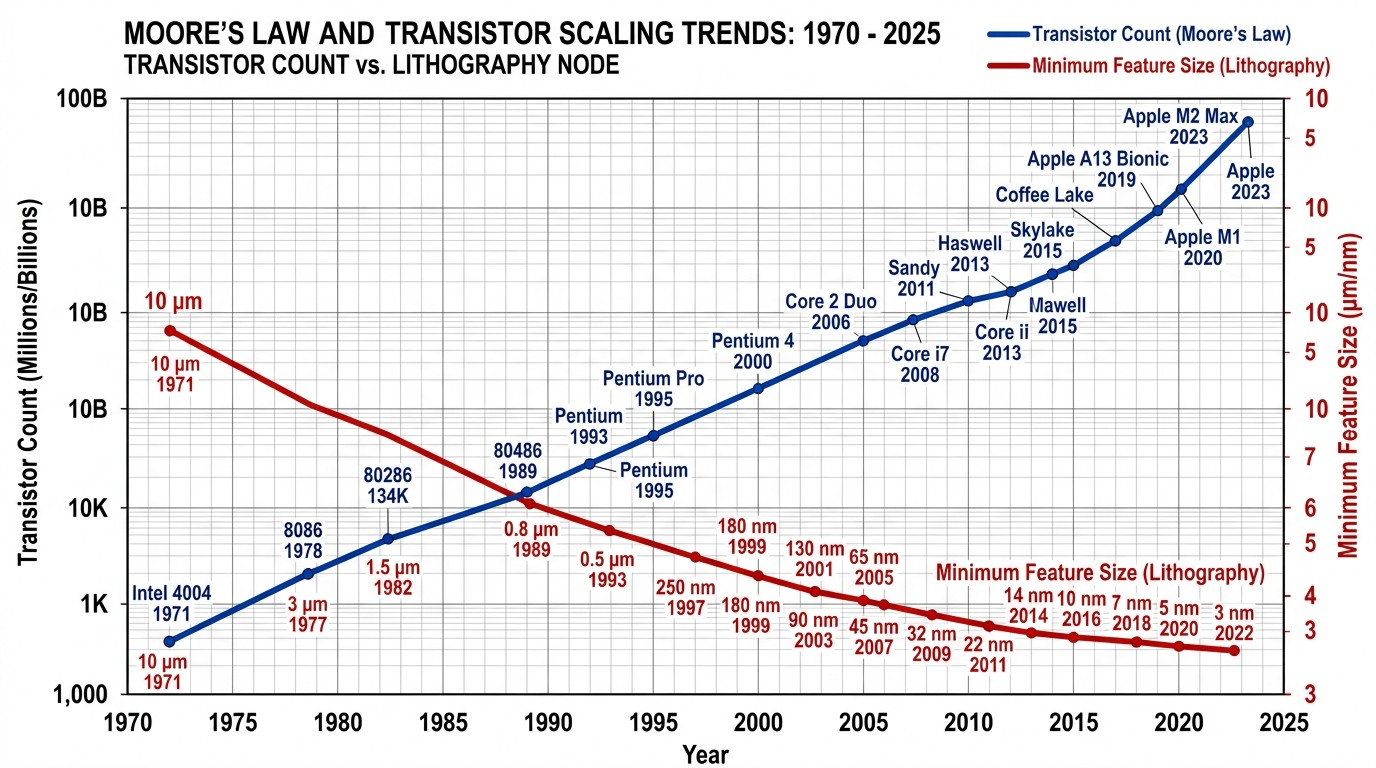 MOORE’S LAW AND TRANSISTOR SCALING TRENDS: 1970 - 2025
TRANSISTOR COUNT vs. LITHOGRAPHY NODE
Transistor Count (Moore’s Law)
Minimum Feature Size (Lithography)
Transistor Count (Millions/Billions)
100B
10B
10B
10B
10K
1K
1,000
10
5
10
5
10
5
10
7
6
5
4
3
3
Minimum Feature Size (µm/nm)
Apple M2 Max
2023
Apple
2023
Apple A13 Bionic
2019
Coffee Lake
Apple M1
2020
Skylake
2015
Haswell
2013
Sandy
2011
Mawell
2015
Core ii
2013
Core 2 Duo
2006
Core i7
2008
Pentium 4
2000
Pentium Pro
1995
Pentium
1993
Pentium
1995
80486
1989
80286
134K
8086
1978
Intel 4004
1971
10 µm
1971
10 µm
10 µm
1971
3 µm
1977
1.5 µm
1982
0.8 µm
1989
0.5 µm
1993
250 nm
1997
180 nm
1999
180 nm
1999
130 nm
2001
90 nm
2003
65 nm
2005
45 nm
2007
32 nm
2009
22 nm
2011
Minimum Feature Size (Lithography)
14 nm
2014
10 nm
2016
7 nm
2018
5 nm
2020
3 nm
2022
1970
1975
1980
1985
1990
1995
2000
2005
2010
2015
2020
2025
Year